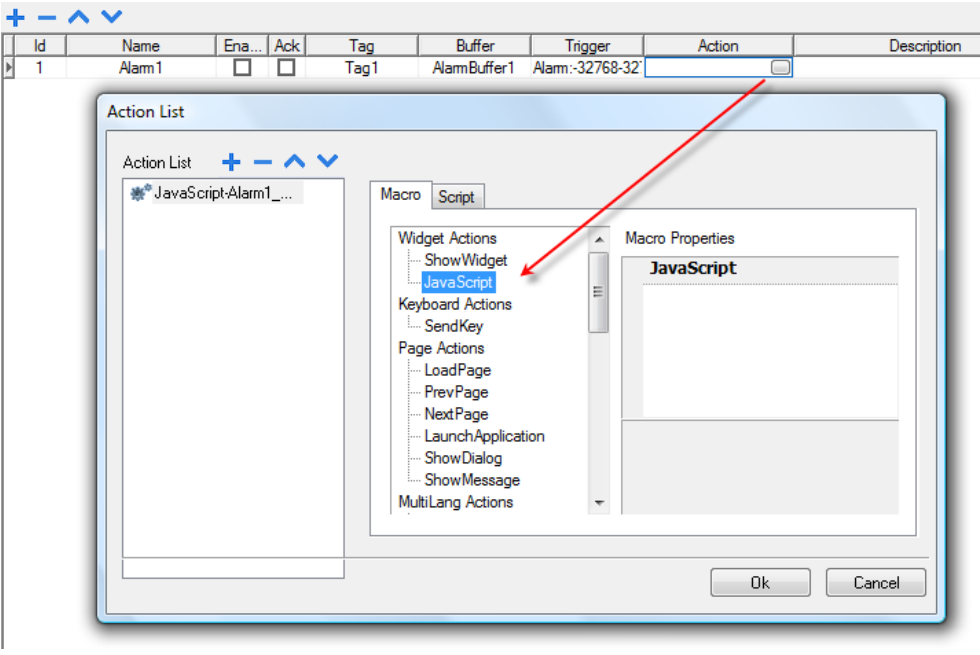 Id Name Ena... Ack Tag Buffer Trigger Action Description
1 Alarm1 Tag1 AlarmBuffer1 Alarm:-32768-32
Action List
Action List
JavaScript-Alarm1_...
Macro Script
Widget Actions
ShowWidget
JavaScript
Keyboard Actions
SendKey
Page Actions
LoadPage
PrevPage
NextPage
LaunchApplication
ShowDialog
ShowMessage
MultiLang Actions
Macro Properties
JavaScript
Ok Cancel